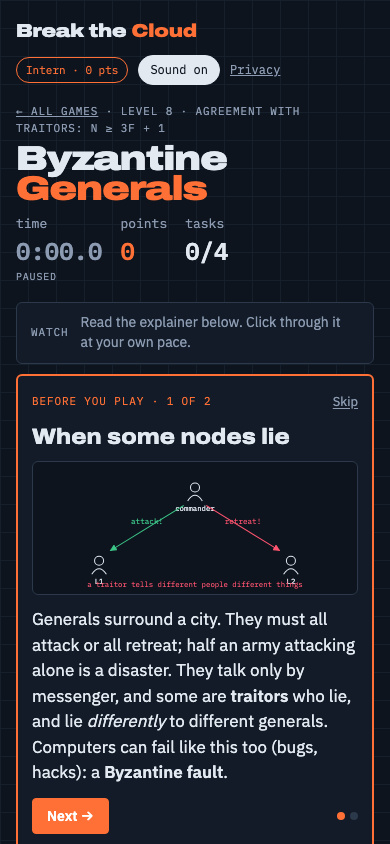 Break the Cloud
Intern · 0 pts
Sound on
Privacy
← ALL GAMES · LEVEL 8 · AGREEMENT WITH
TRAITORS: N ≥ 3F + 1
Byzantine
Generals
time points tasks
0:00.0 0 0/4
PAUSED
WATCH
Read the explainer below. Click through it
at your own pace.
BEFORE YOU PLAY · 1 OF 2
Skip
When some nodes lie
commander
attack! retreat!
L1 L2
a traitor tells different people different things
Generals surround a city. They must all
attack or all retreat; half an army attacking
alone is a disaster. They talk only by
messenger, and some are traitors who lie,
and lie differently to different generals.
Computers can fail like this too (bugs,
hacks): a Byzantine fault.
Next →